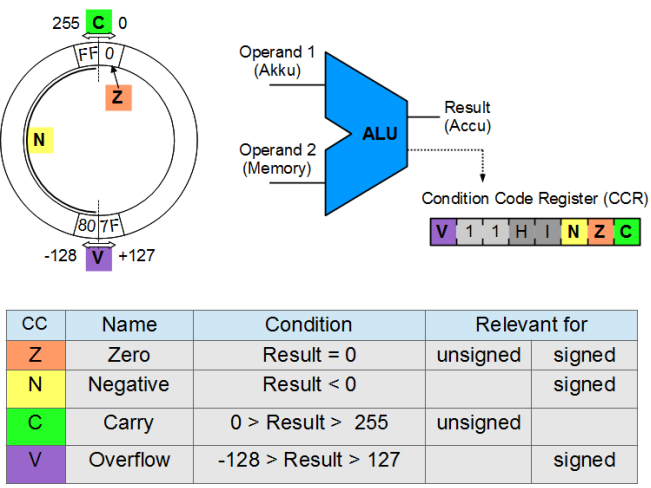 255 C 0
FF 0
Z
N
80 7F
-128 V +127
Operand 1
(Akku)
Operand 2
(Memory)
ALU
Result
(Accu)
Condition Code Register (CCR)
V 1 1 H I N Z C
CC Name Condition Relevant for
Z Zero Result = 0 unsigned signed
N Negative Result < 0 signed
C Carry 0 > Result > 255 unsigned
V Overflow -128 > Result > 127 signed